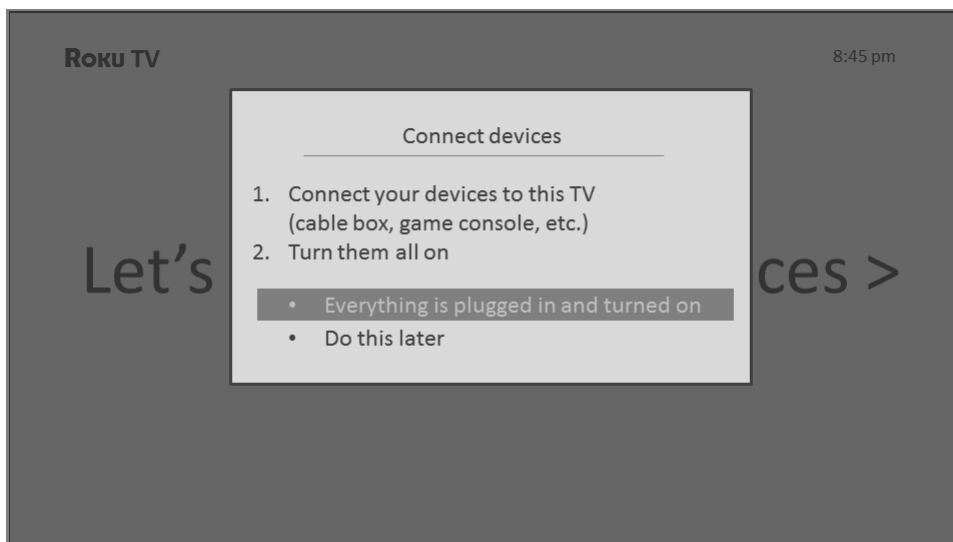 Roku TV
8:45 pm
Connect devices
1. Connect your devices to this TV
(cable box, game console, etc.)
2. Turn them all on
Let's
ces >
• Everything is plugged in and turned on
• Do this later